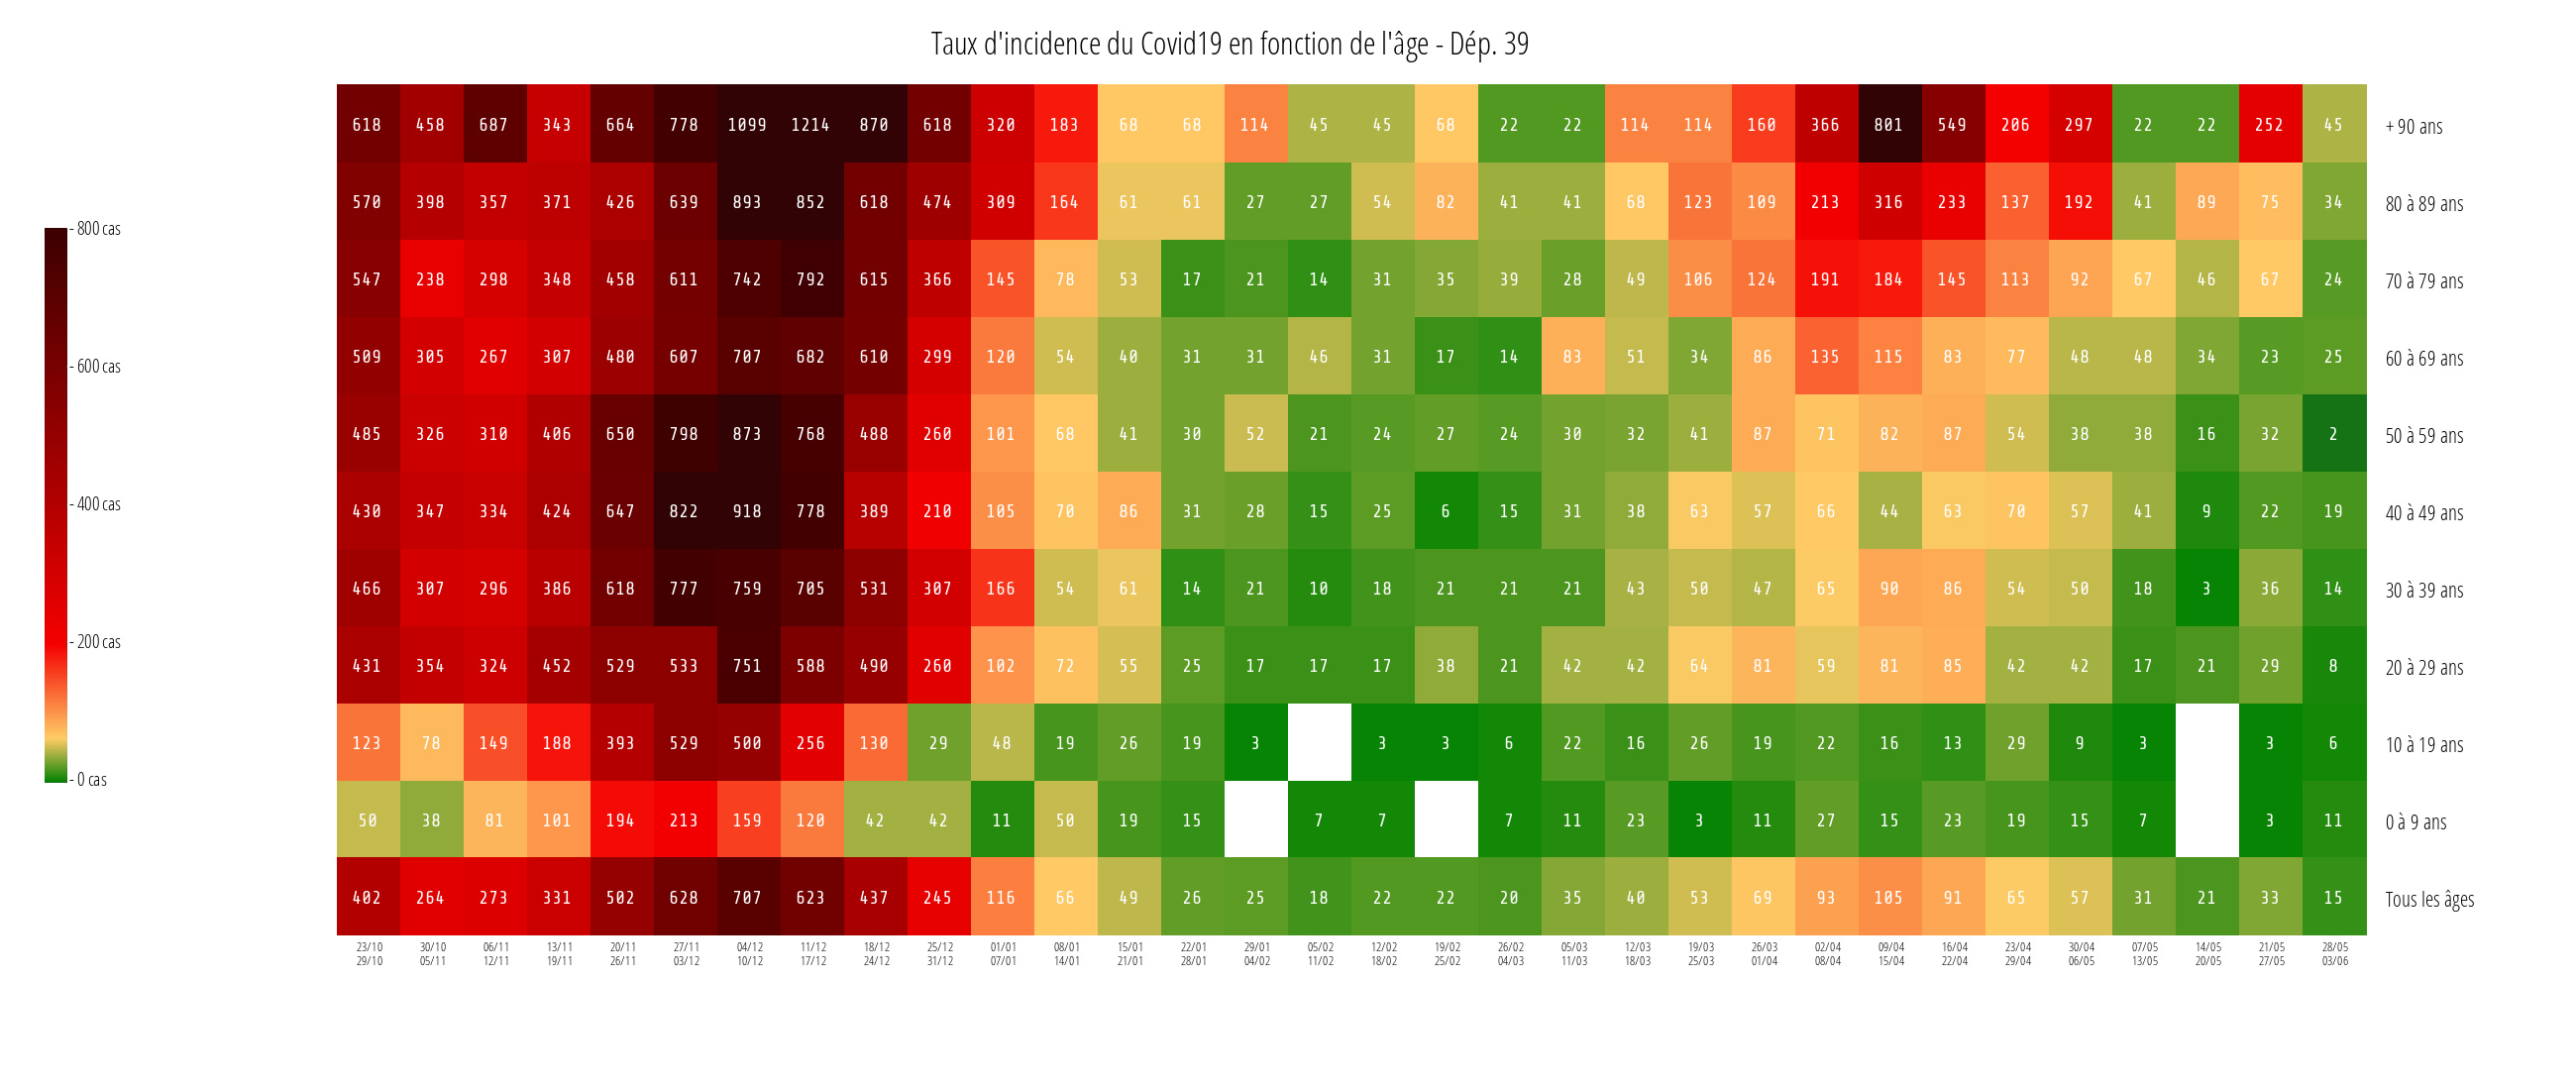 Taux d'incidence du Covid19 en fonction de l'âge - Dép. 39
- 800 cas
- 600 cas
- 400 cas
- 200 cas
- 0 cas
618 458 687 343 664 778 1099 1214 870 618 320 183 68 68 114 45 45 68 22 22 114 114 160 366 801 549 206 297 22 22 252 45 + 90 ans
570 398 357 371 426 639 893 852 618 474 309 164 61 61 27 27 54 82 41 41 68 123 109 213 316 233 137 192 41 89 75 34 80 à 89 ans
547 238 298 348 458 611 742 792 615 366 145 78 53 17 21 14 31 35 39 28 49 106 124 191 184 145 113 92 67 46 67 24 70 à 79 ans
509 305 267 307 480 607 707 682 610 299 120 54 40 31 31 46 31 17 14 83 51 34 86 135 115 83 77 48 48 34 23 25 60 à 69 ans
485 326 310 406 650 798 873 768 488 260 101 68 41 30 52 21 24 27 24 30 32 41 87 71 82 87 54 38 38 16 32 2 50 à 59 ans
430 347 334 424 647 822 918 778 389 210 105 70 86 31 28 15 25 6 15 31 38 63 57 66 44 63 70 57 41 9 22 19 40 à 49 ans
466 307 296 386 618 777 759 705 531 307 166 54 61 14 21 10 18 21 21 21 43 50 47 65 90 86 54 50 18 3 36 14 30 à 39 ans
431 354 324 452 529 533 751 588 490 260 102 72 55 25 17 17 17 38 21 42 42 64 81 59 81 85 42 42 17 21 29 8 20 à 29 ans
123 78 149 188 393 529 500 256 130 29 48 19 26 19 3 3 3 6 22 16 26 19 22 16 13 29 9 3 3 6 10 à 19 ans
50 38 81 101 194 213 159 120 42 42 11 50 19 15 7 7 7 11 23 3 11 27 15 23 19 15 7 3 11 0 à 9 ans
402 264 273 331 502 628 707 623 437 245 116 66 49 26 25 18 22 22 20 35 40 53 69 93 105 91 65 57 31 21 33 15 Tous les âges
23/10 30/10 06/11 13/11 20/11 27/11 04/12 11/12 18/12 25/12 01/01 08/01 15/01 22/01 29/01 05/02 12/02 19/02 26/02 05/03 12/03 19/03 26/03 02/04 09/04 16/04 23/04 30/04 07/05 14/05 21/05 28/05
29/10 05/11 12/11 19/11 26/11 03/12 10/12 17/12 24/12 31/12 07/01 14/01 21/01 28/01 04/02 11/02 18/02 25/02 04/03 11/03 18/03 25/03 01/04 08/04 15/04 22/04 29/04 06/05 13/05 20/05 27/05 03/06